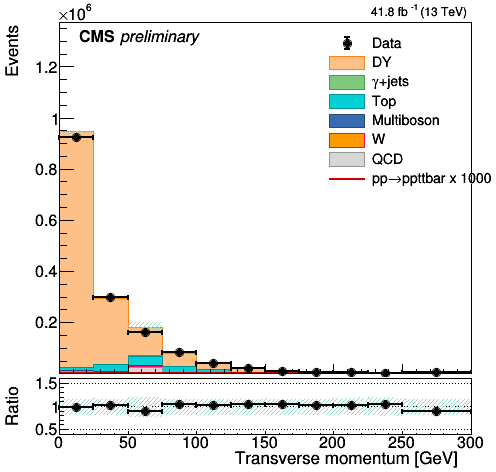 ×10^6
41.8 fb^-1 (13 TeV)
CMS preliminary
Events
Data
DY
γ+jets
Top
Multiboson
W
QCD
pp→ppttbar x 1000
1.2
1
0.8
0.6
0.4
0.2
Ratio
1.5
1
0.5
0 50 100 150 200 250 300
Transverse momentum [GeV]